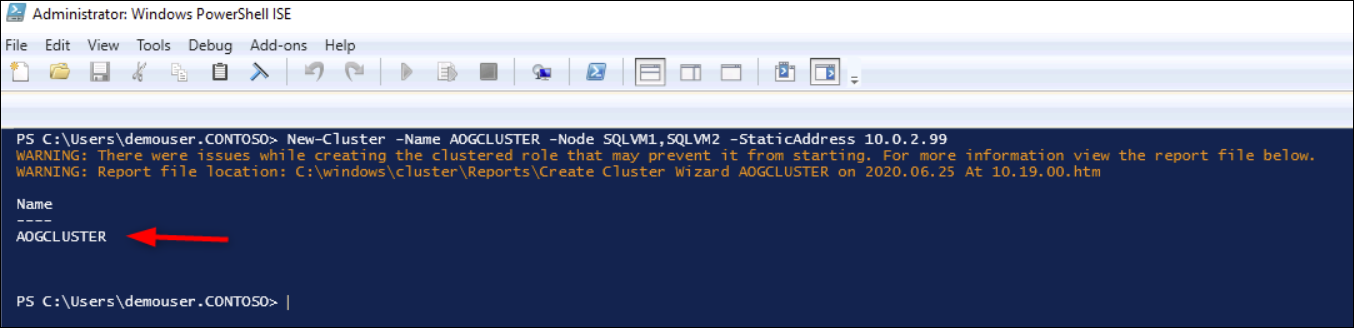 Administrator: Windows PowerShell ISE
File Edit View Tools Debug Add-ons Help
PS C:\Users\demouser.CONTOSO> New-Cluster -Name AOGCLUSTER -Node SQLVM1,SQLVM2 -StaticAddress 10.0.2.99
WARNING: There were issues while creating the clustered role that may prevent it from starting. For more information view the report file below.
WARNING: Report file location: C:\windows\cluster\Reports\Create Cluster Wizard AOGCLUSTER on 2020.06.25 At 10.19.00.htm
Name
----
AOGCLUSTER
PS C:\Users\demouser.CONTOSO>